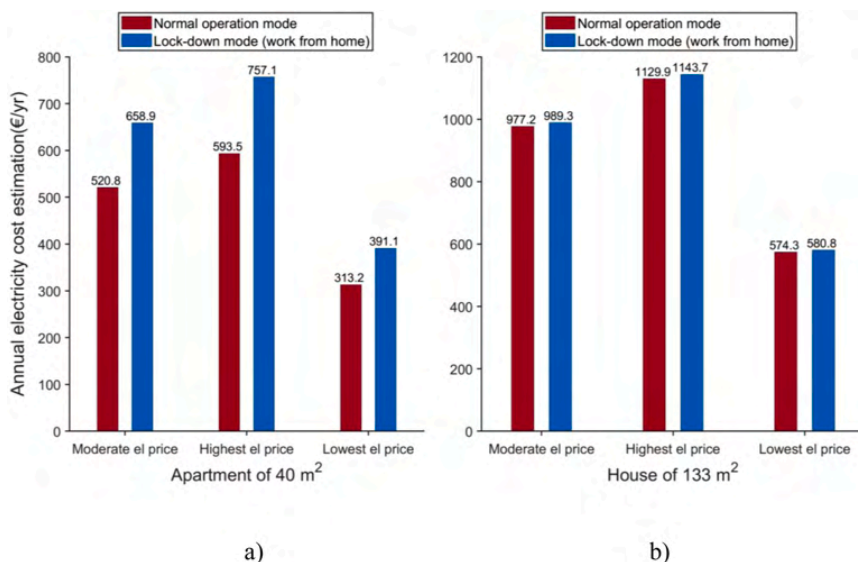 Normal operation mode
Lock-down mode (work from home)
Annual electricity cost estimation(€/yr)
800
700
600
500
400
300
200
100
0
520.8
658.9
593.5
757.1
313.2
391.1
Moderate el price
Highest el price
Lowest el price
Apartment of 40 m²
a)
Normal operation mode
Lock-down mode (work from home)
1200
1000
800
600
400
200
0
977.2
989.3
1129.9
1143.7
574.3
580.8
Moderate el price
Highest el price
Lowest el price
House of 133 m²
b)